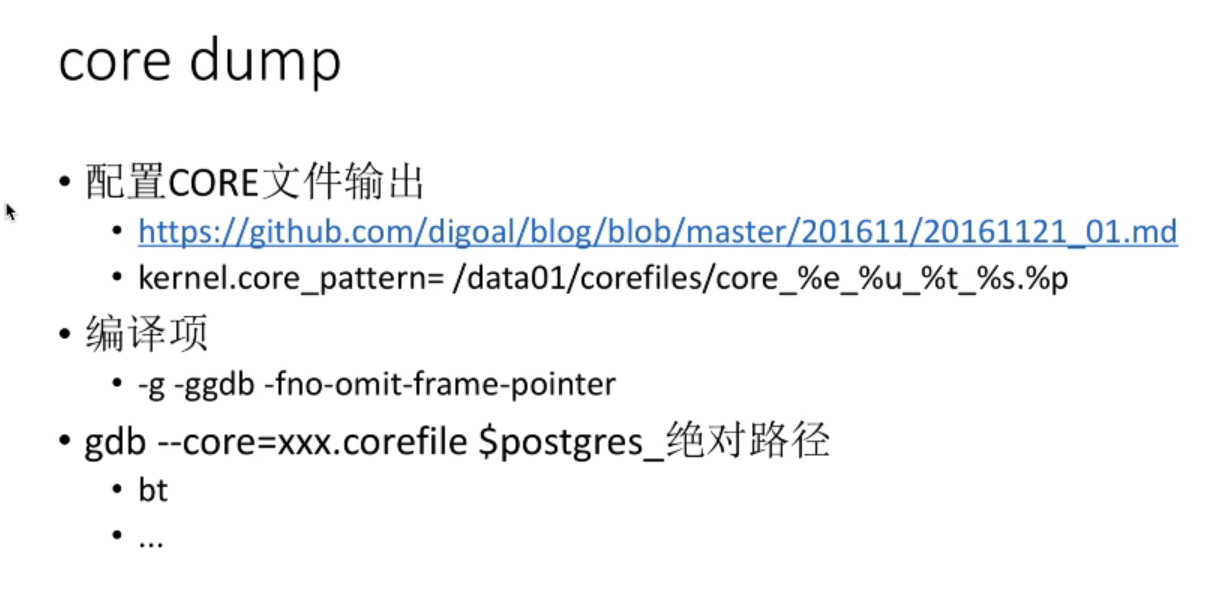 core dump
• 配置CORE文件输出
• https://github.com/digoal/blog/blob/master/201611/20161121_01.md
• kernel.core_pattern= /data01/corefiles/core_%e_%u_%t_%s.%p
• 编译项
• -g -ggdb -fno-omit-frame-pointer
• gdb --core=xxx.corefile $postgres_绝对路径
• bt
• ...